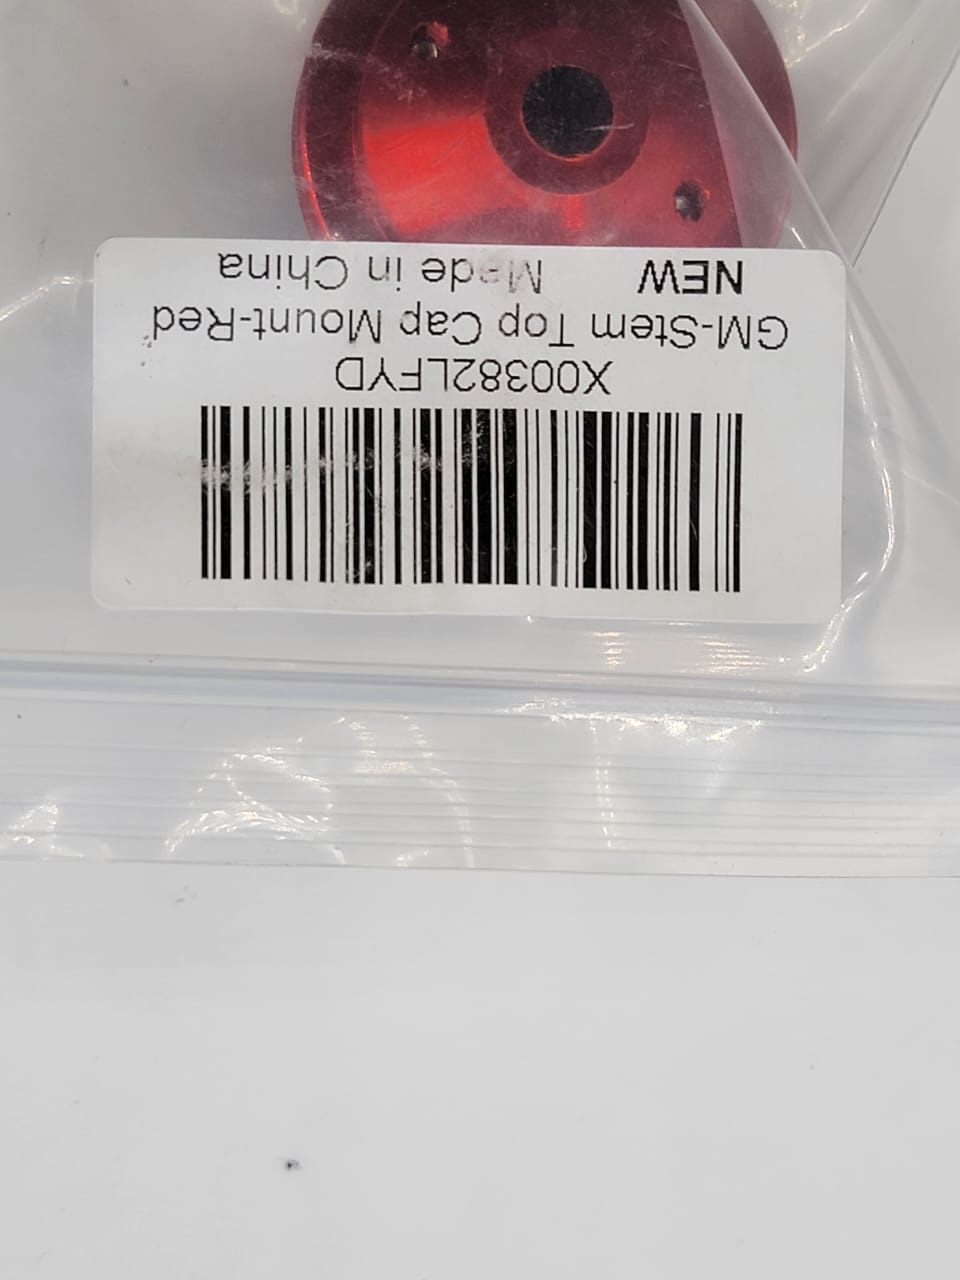 X00382LFYD
GM-Stem Top Cap Mount-Red
NEW Made in China